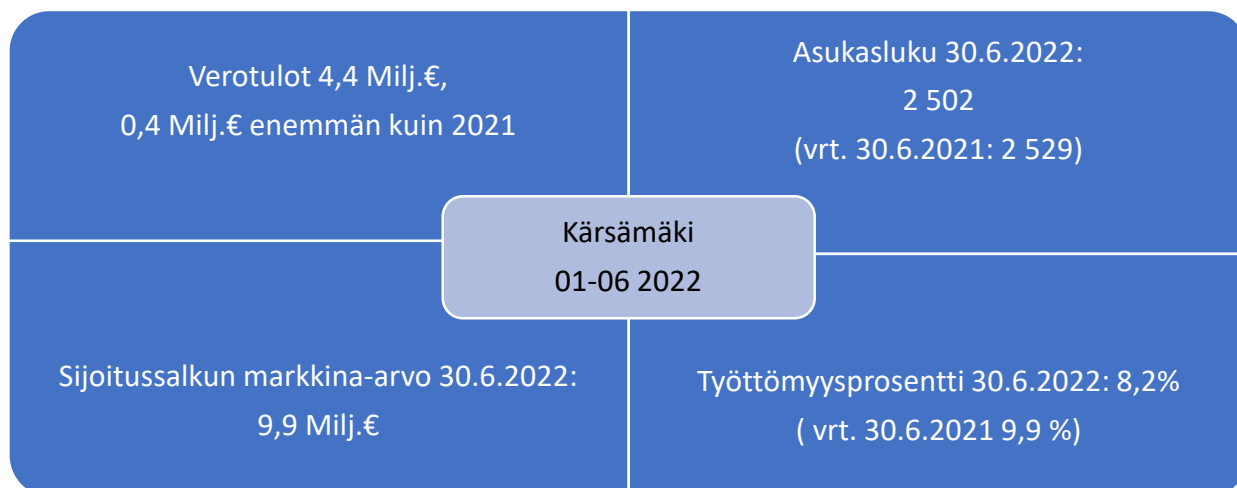 Verotulot 4,4 Milj.€,
0,4 Milj.€ enemmän kuin 2021
Asukasluku 30.6.2022:
2 502
(vrt. 30.6.2021: 2 529)
Kärsämäki
01-06 2022
Sijoitussalkun markkina-arvo 30.6.2022:
9,9 Milj.€
Työttömyysprosentti 30.6.2022: 8,2%
( vrt. 30.6.2021 9,9 %)